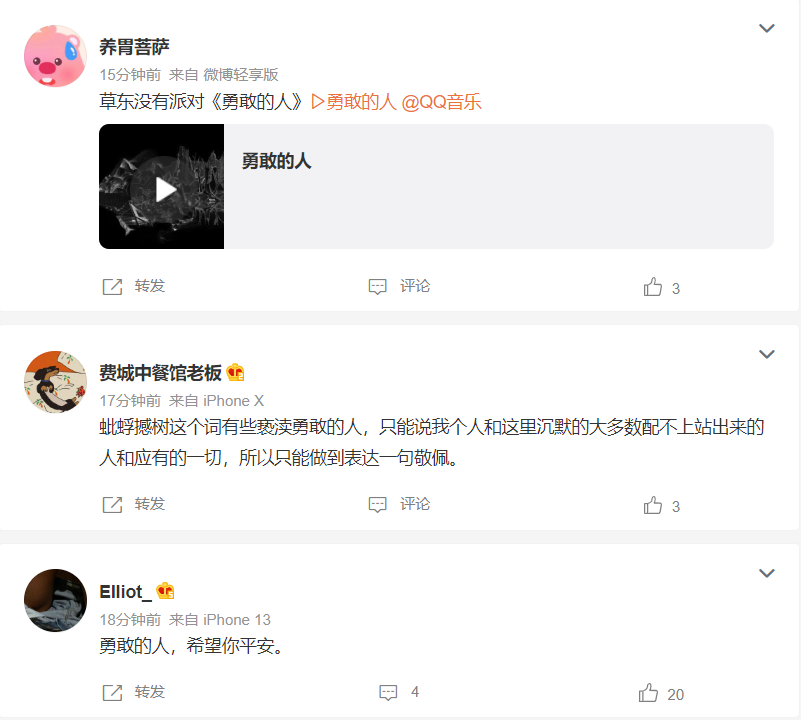 养胃菩萨
15分钟前 来自 微博轻享版
草东没有派对《勇敢的人》▷勇敢的人 @QQ音乐
勇敢的人
转发 评论 3
费城中餐馆老板
17分钟前 来自 iPhone X
蚍蜉撼树这个词有些亵渎勇敢的人，只能说我个人和这里沉默的大多数配不上站出来的
人和应有的一切，所以只能做到表达一句敬佩。
转发 评论 3
Elliot_
18分钟前 来自 iPhone 13
勇敢的人，希望你平安。
转发 4 20